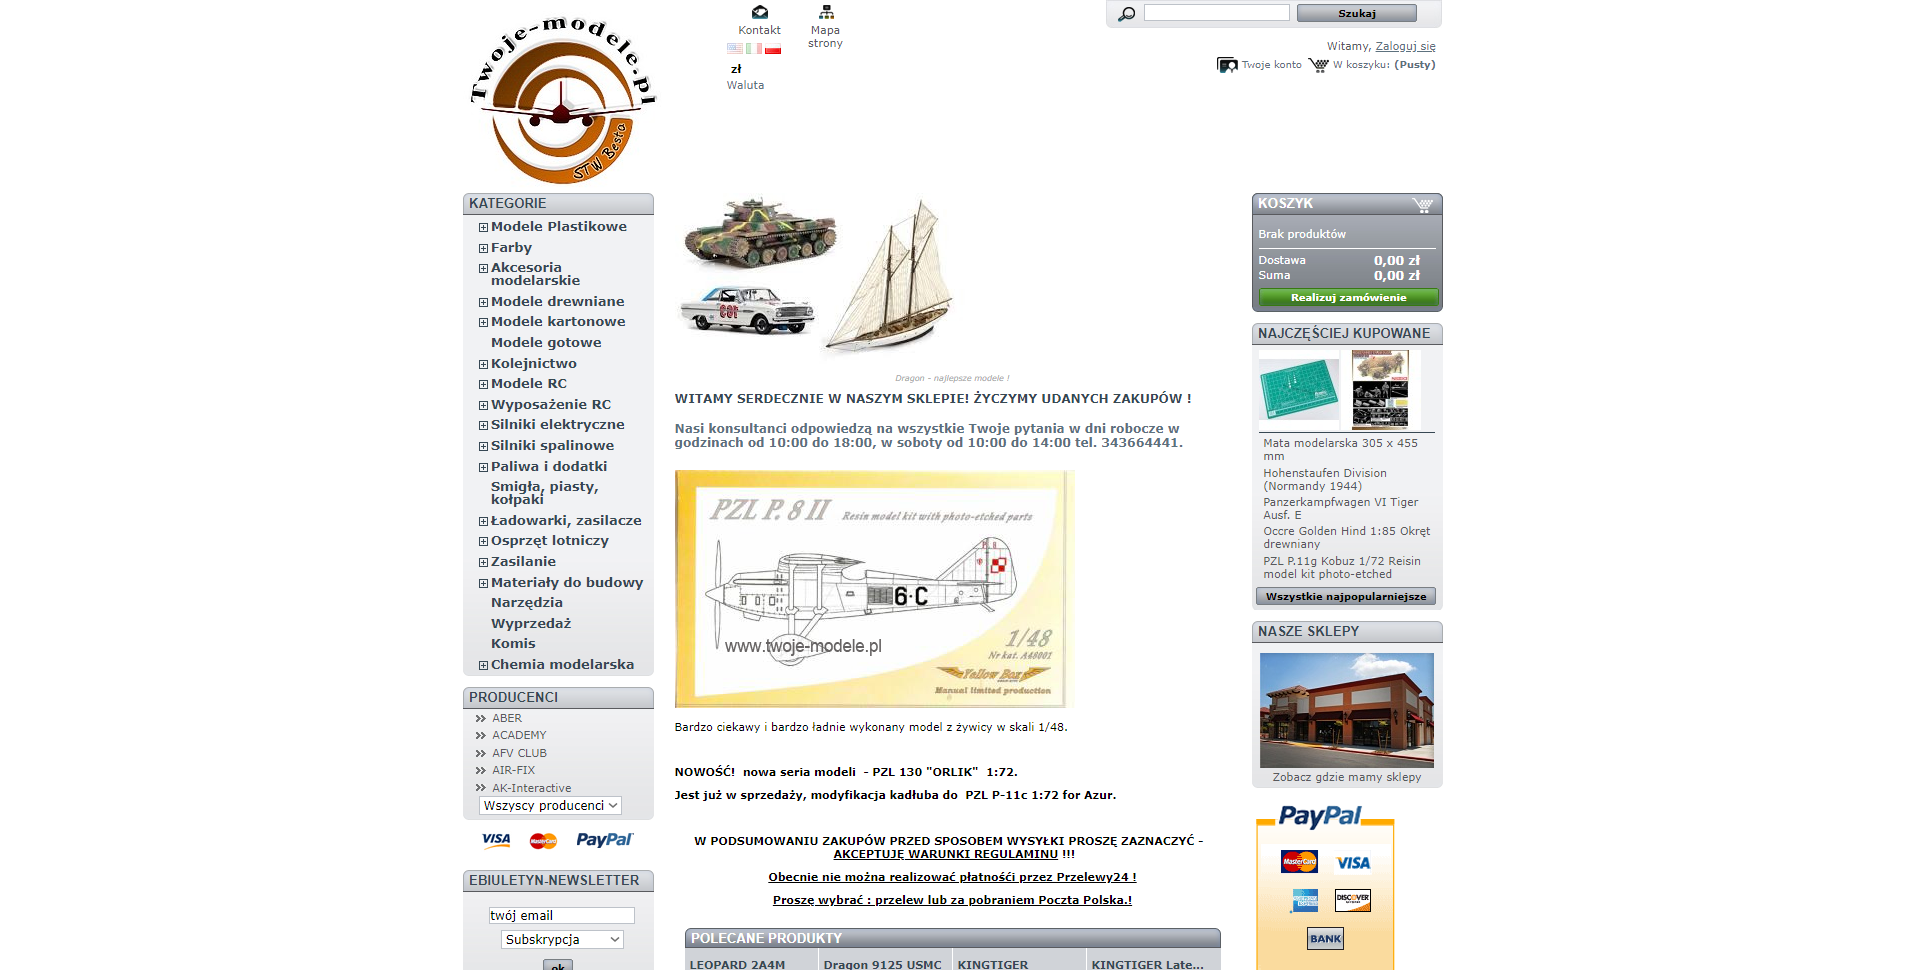 Twoje-modele.pl
STW Besta
Kontakt
Mapa
strony
zł
Waluta
Szukaj
Witamy, Zaloguj się
Twoje konto
W koszyku: (Pusty)
KATEGORIE
Modele Plastikowe
Farby
Akcesoria
modelarskie
Modele drewniane
Modele kartonowe
Modele gotowe
Kolejnictwo
Modele RC
Wyposażenie RC
Silniki elektryczne
Silniki spalinowe
Paliwa i dodatki
Smigła, piasty,
kołpaki
Ładowarki, zasilacze
Osprzęt lotniczy
Zasilanie
Materiały do budowy
Narzędzia
Wyprzedaż
Komis
Chemia modelarska
PRODUCENCI
ABER
ACADEMY
AFV CLUB
AIR-FIX
AK-Interactive
Wszyscy producenci
VISA
MasterCard
PayPal
EBIULETYN-NEWSLETTER
twój email
Subskrypcja
ok
Dragon - najlepsze modele !
WITAMY SERDECZNIE W NASZYM SKLEPIE! ŻYCZYMY UDANYCH ZAKUPÓW !
Nasi konsultanci odpowiedzą na wszystkie Twoje pytania w dni robocze w
godzinach od 10:00 do 18:00, w soboty od 10:00 do 14:00 tel. 343664441.
PZL P. 8 II
Resin model kit with photo-etched parts
6·C
www.twoje-modele.pl
1/48
Nr kat. A48001
Yellow Box
Manual limited production
Bardzo ciekawy i bardzo ładnie wykonany model z żywicy w skali 1/48.
NOWOŚĆ!  nowa seria modeli  - PZL 130 "ORLIK"  1:72.
Jest już w sprzedaży, modyfikacja kadłuba do  PZL P-11c 1:72 for Azur.
W PODSUMOWANIU ZAKUPÓW PRZED SPOSOBEM WYSYŁKI PROSZĘ ZAZNACZYĆ -
AKCEPTUJĘ WARUNKI REGULAMINU !!!
Obecnie nie można realizować płatnośći przez Przelewy24 !
Proszę wybrać : przelew lub za pobraniem Poczta Polska.!
POLECANE PRODUKTY
LEOPARD 2A4M
Dragon 9125 USMC
KINGTIGER
KINGTIGER Late...
KOSZYK
Brak produktów
Dostawa 0,00 zł
Suma 0,00 zł
Realizuj zamówienie
NAJCZĘŚCIEJ KUPOWANE
Mata modelarska 305 x 455
mm
Hohenstaufen Division
(Normandy 1944)
Panzerkampfwagen VI Tiger
Ausf. E
Occre Golden Hind 1:85 Okręt
drewniany
PZL P.11g Kobuz 1/72 Reisin
model kit photo-etched
Wszystkie najpopularniejsze
NASZE SKLEPY
Zobacz gdzie mamy sklepy
PayPal
MasterCard
VISA
DISCOVER
BANK